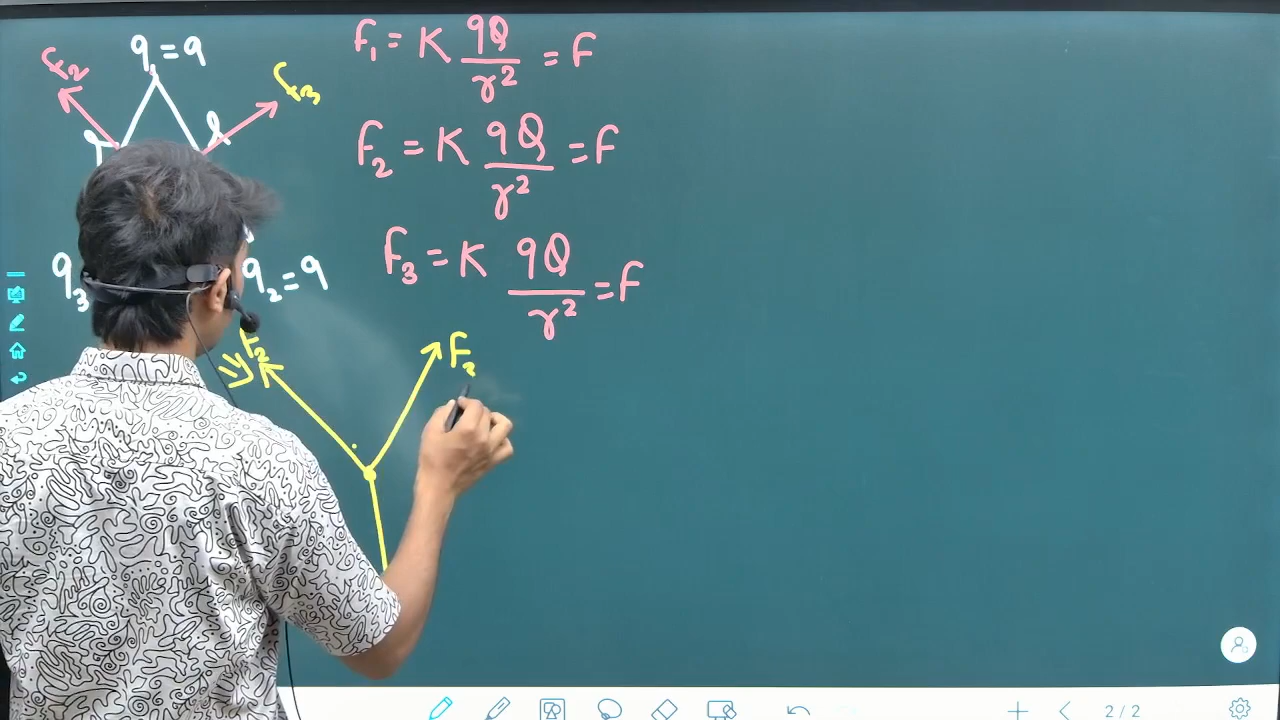 q₁ = q
F₂
F₃
l
l
q₃
q₂ = q
F₁ = K qQ/r² = F
F₂ = K qQ/r² = F
F₃ = K qQ/r² = F
F₂
F₃
2/2